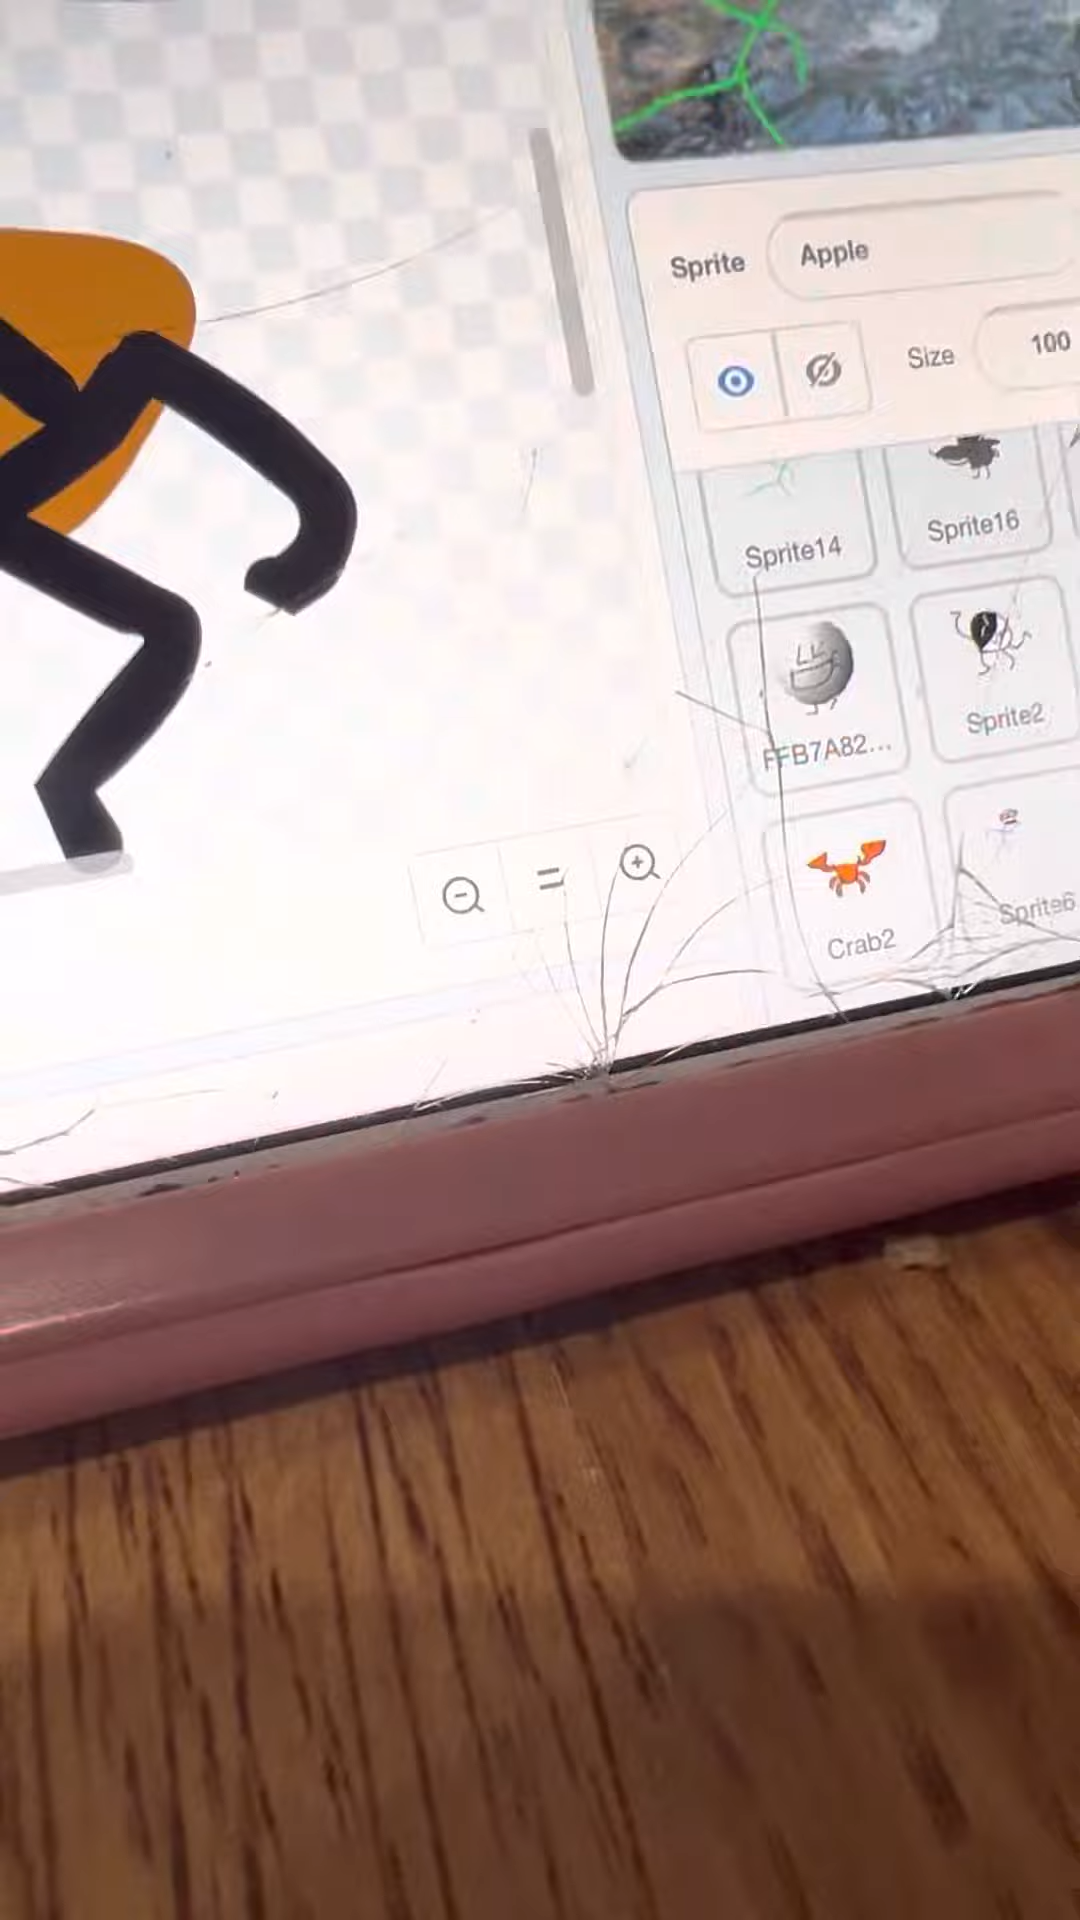 Sprite Apple
Size 100
Sprite14
Sprite16
FFB7A82...
Sprite2
Crab2
Sprite6